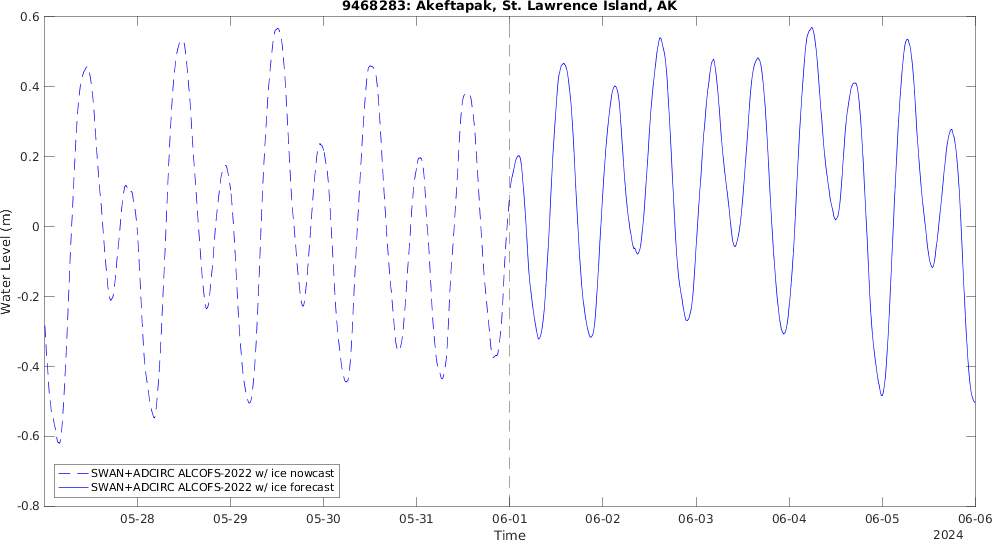 9468283: Akeftapak, St. Lawrence Island, AK
0.6
0.4
0.2
0
-0.2
-0.4
-0.6
-0.8
Water Level (m)
SWAN+ADCIRC ALCOFS-2022 w/ ice nowcast
SWAN+ADCIRC ALCOFS-2022 w/ ice forecast
05-28 05-29 05-30 05-31 06-01 06-02 06-03 06-04 06-05 06-06
Time
2024